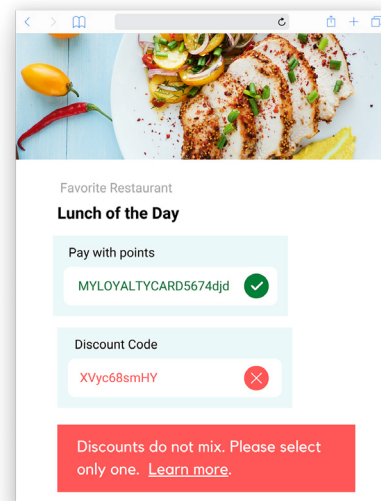 Favorite Restaurant
Lunch of the Day
Pay with points
MYLOYALTYCARD5674djd
Discount Code
XVyc68smHY
Discounts do not mix. Please select
only one. Learn more.